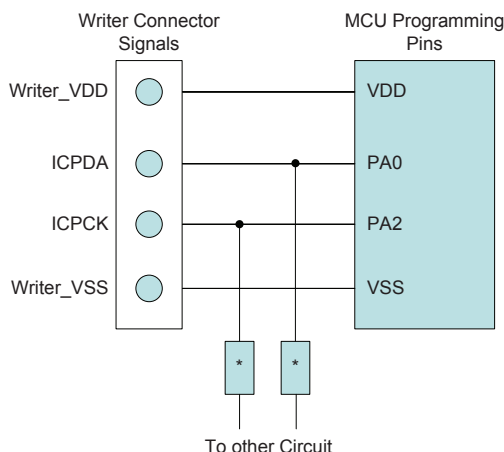 Writer Connector
Signals
MCU Programming
Pins
Writer_VDD
VDD
ICPDA
PA0
ICPCK
PA2
Writer_VSS
VSS
*
*
To other Circuit